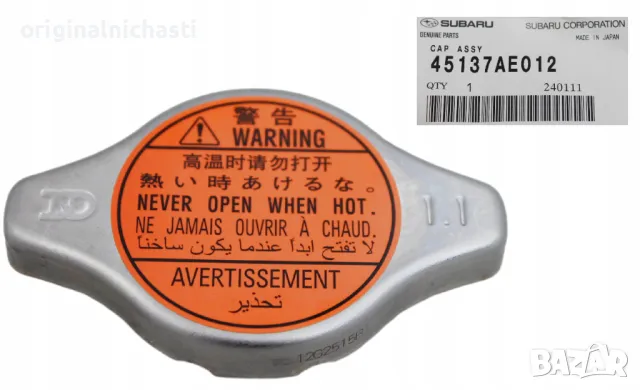 originalnichasti
SUBARU
SUBARU CORPORATION
GENUINE PARTS
MADE IN JAPAN
CAP ASSY
45137AE012
QTY 1 240111
警告
WARNING
高温时请勿打开
熱い時あけるな。
NEVER OPEN WHEN HOT.
NE JAMAIS OUVRIR À CHAUD.
لا تفتح ابدأ عندما يكون ساخنا
AVERTISSEMENT
تحذير
1.1
BAZAR